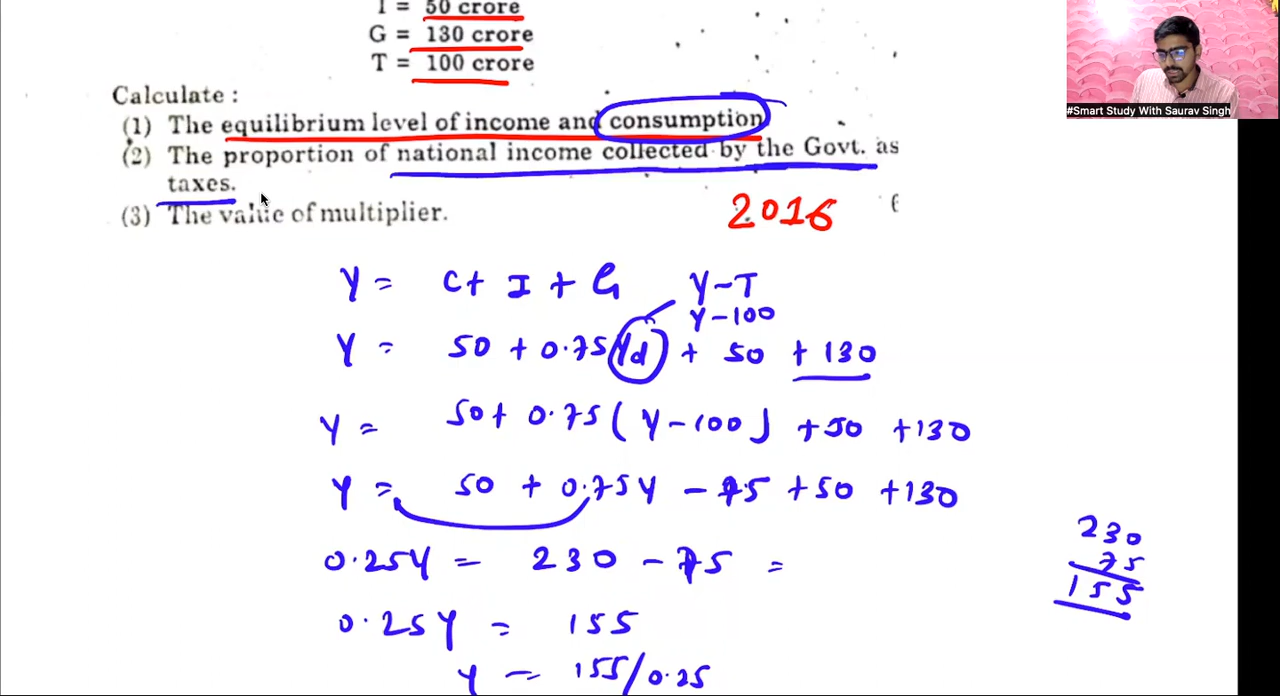 I = 50 crore
G = 130 crore
T = 100 crore
#Smart Study With Saurav Singh
Calculate :
(1) The equilibrium level of income and consumption
(2) The proportion of national income collected by the Govt. as
taxes.
(3) The value of multiplier.
2016
6
Y = C + I + G Y-T
Y-100
Y = 50 + 0.75 Yd + 50 + 130
Y = 50 + 0.75 ( Y - 100 ) + 50 + 130
Y = 50 + 0.75Y - 75 + 50 + 130
0.25Y = 230 - 75 =
230
75
155
0.25Y = 155
Y = 155/0.25